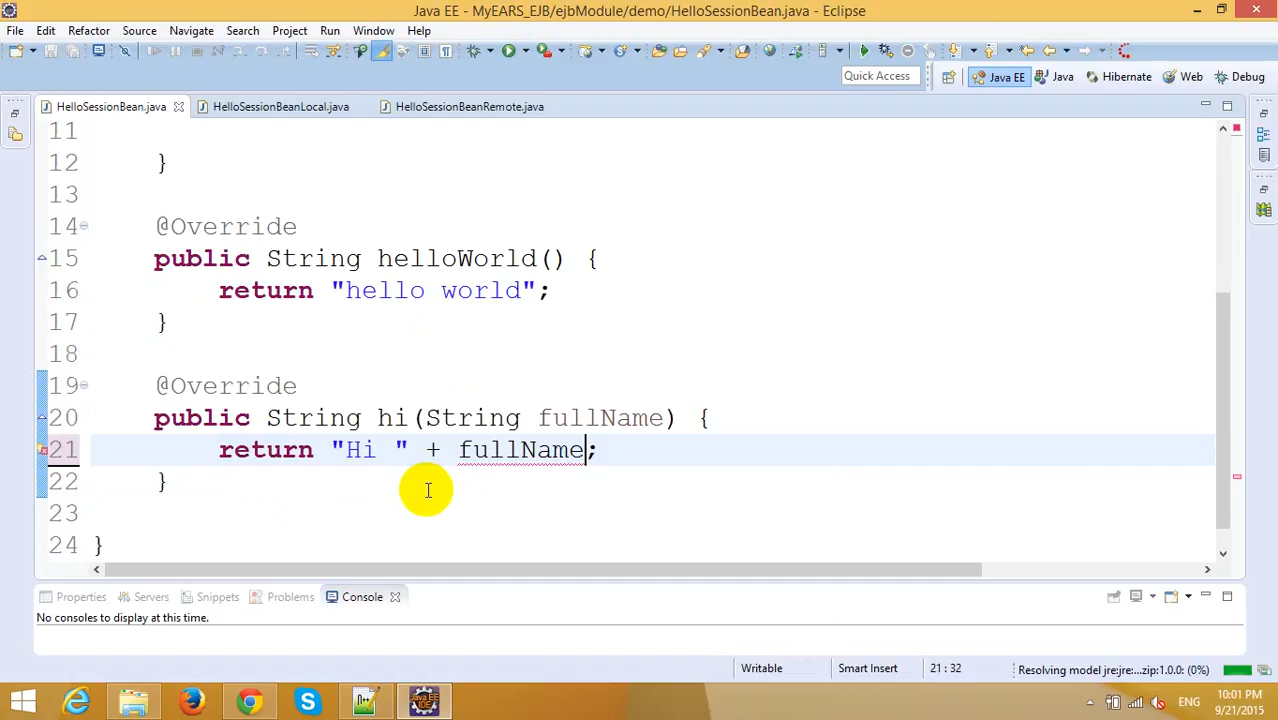 Java EE - MyEARS_EJB/ejbModule/demo/HelloSessionBean.java - Eclipse
File Edit Refactor Source Navigate Search Project Run Window Help
Quick Access
Java EE Java Hibernate Web Debug
HelloSessionBean.java HelloSessionBeanLocal.java HelloSessionBeanRemote.java
11
12 }
13
14 @Override
15 public String helloWorld() {
16 return "hello world";
17 }
18
19 @Override
20 public String hi(String fullName) {
21 return "Hi " + fullName;
22 }
23
24 }
Properties Servers Snippets Problems Console
No consoles to display at this time.
Writable Smart Insert 21 : 32 Resolving model jre:jre:...zip:1.0.0: (0%)
ENG 10:01 PM
9/21/2015